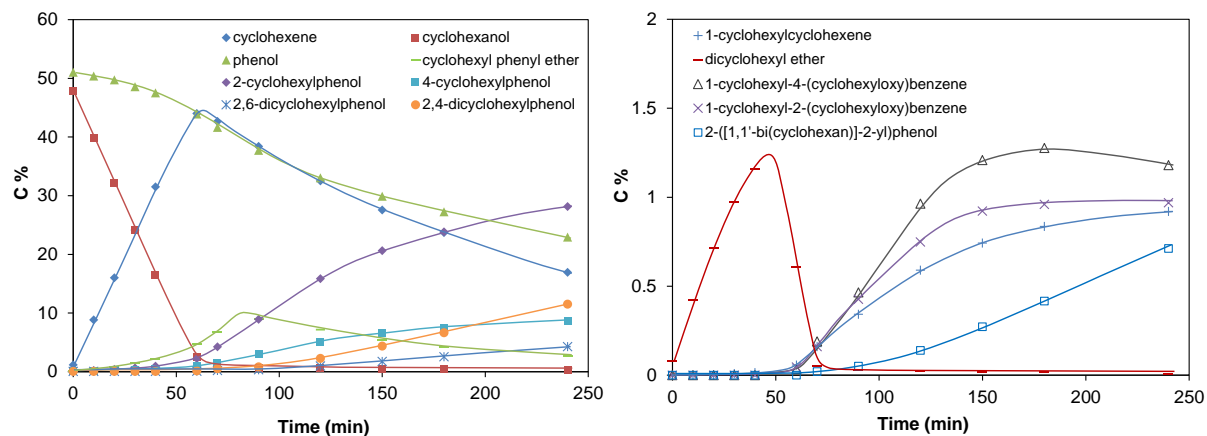 60
50
40
30
20
10
0
C %
cyclohexene cyclohexanol
phenol cyclohexyl phenyl ether
2-cyclohexylphenol 4-cyclohexylphenol
2,6-dicyclohexylphenol 2,4-dicyclohexylphenol
0 50 100 150 200 250
Time (min)
2
1.5
1
0.5
0
C %
1-cyclohexylcyclohexene
dicyclohexyl ether
1-cyclohexyl-4-(cyclohexyloxy)benzene
1-cyclohexyl-2-(cyclohexyloxy)benzene
2-([1,1'-bi(cyclohexan)]-2-yl)phenol
0 50 100 150 200 250
Time (min)